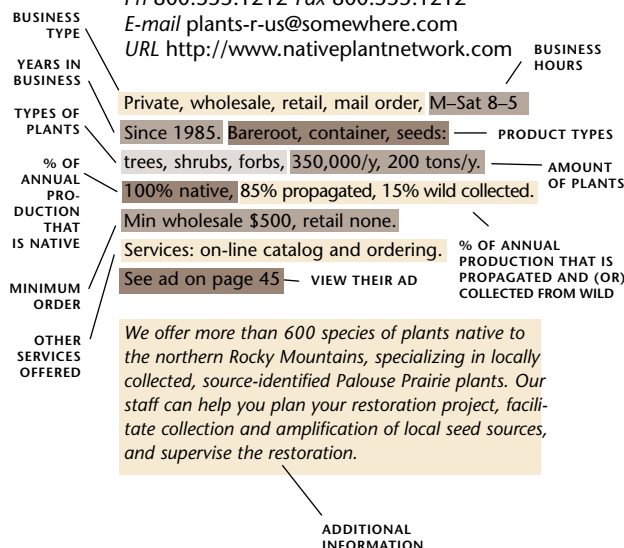 Ph 800.555.1212 Fax 800.555.1212
E-mail plants-r-us@somewhere.com
URL http://www.nativeplantnetwork.com
BUSINESS
TYPE
BUSINESS
HOURS
YEARS IN
BUSINESS
Private, wholesale, retail, mail order, M–Sat 8–5
TYPES OF
PLANTS
Since 1985. Bareroot, container, seeds:
PRODUCT TYPES
trees, shrubs, forbs, 350,000/y, 200 tons/y.
AMOUNT
OF PLANTS
% OF
ANNUAL
PRO-
DUCTION
THAT
IS NATIVE
100% native, 85% propagated, 15% wild collected.
Min wholesale $500, retail none.
% OF ANNUAL
PRODUCTION THAT IS
PROPAGATED AND (OR)
COLLECTED FROM WILD
Services: on-line catalog and ordering.
MINIMUM
ORDER
See ad on page 45
VIEW THEIR AD
OTHER
SERVICES
OFFERED
We offer more than 600 species of plants native to
the northern Rocky Mountains, specializing in locally
collected, source-identified Palouse Prairie plants. Our
staff can help you plan your restoration project, facili-
tate collection and amplification of local seed sources,
and supervise the restoration.
ADDITIONAL
INFORMATION